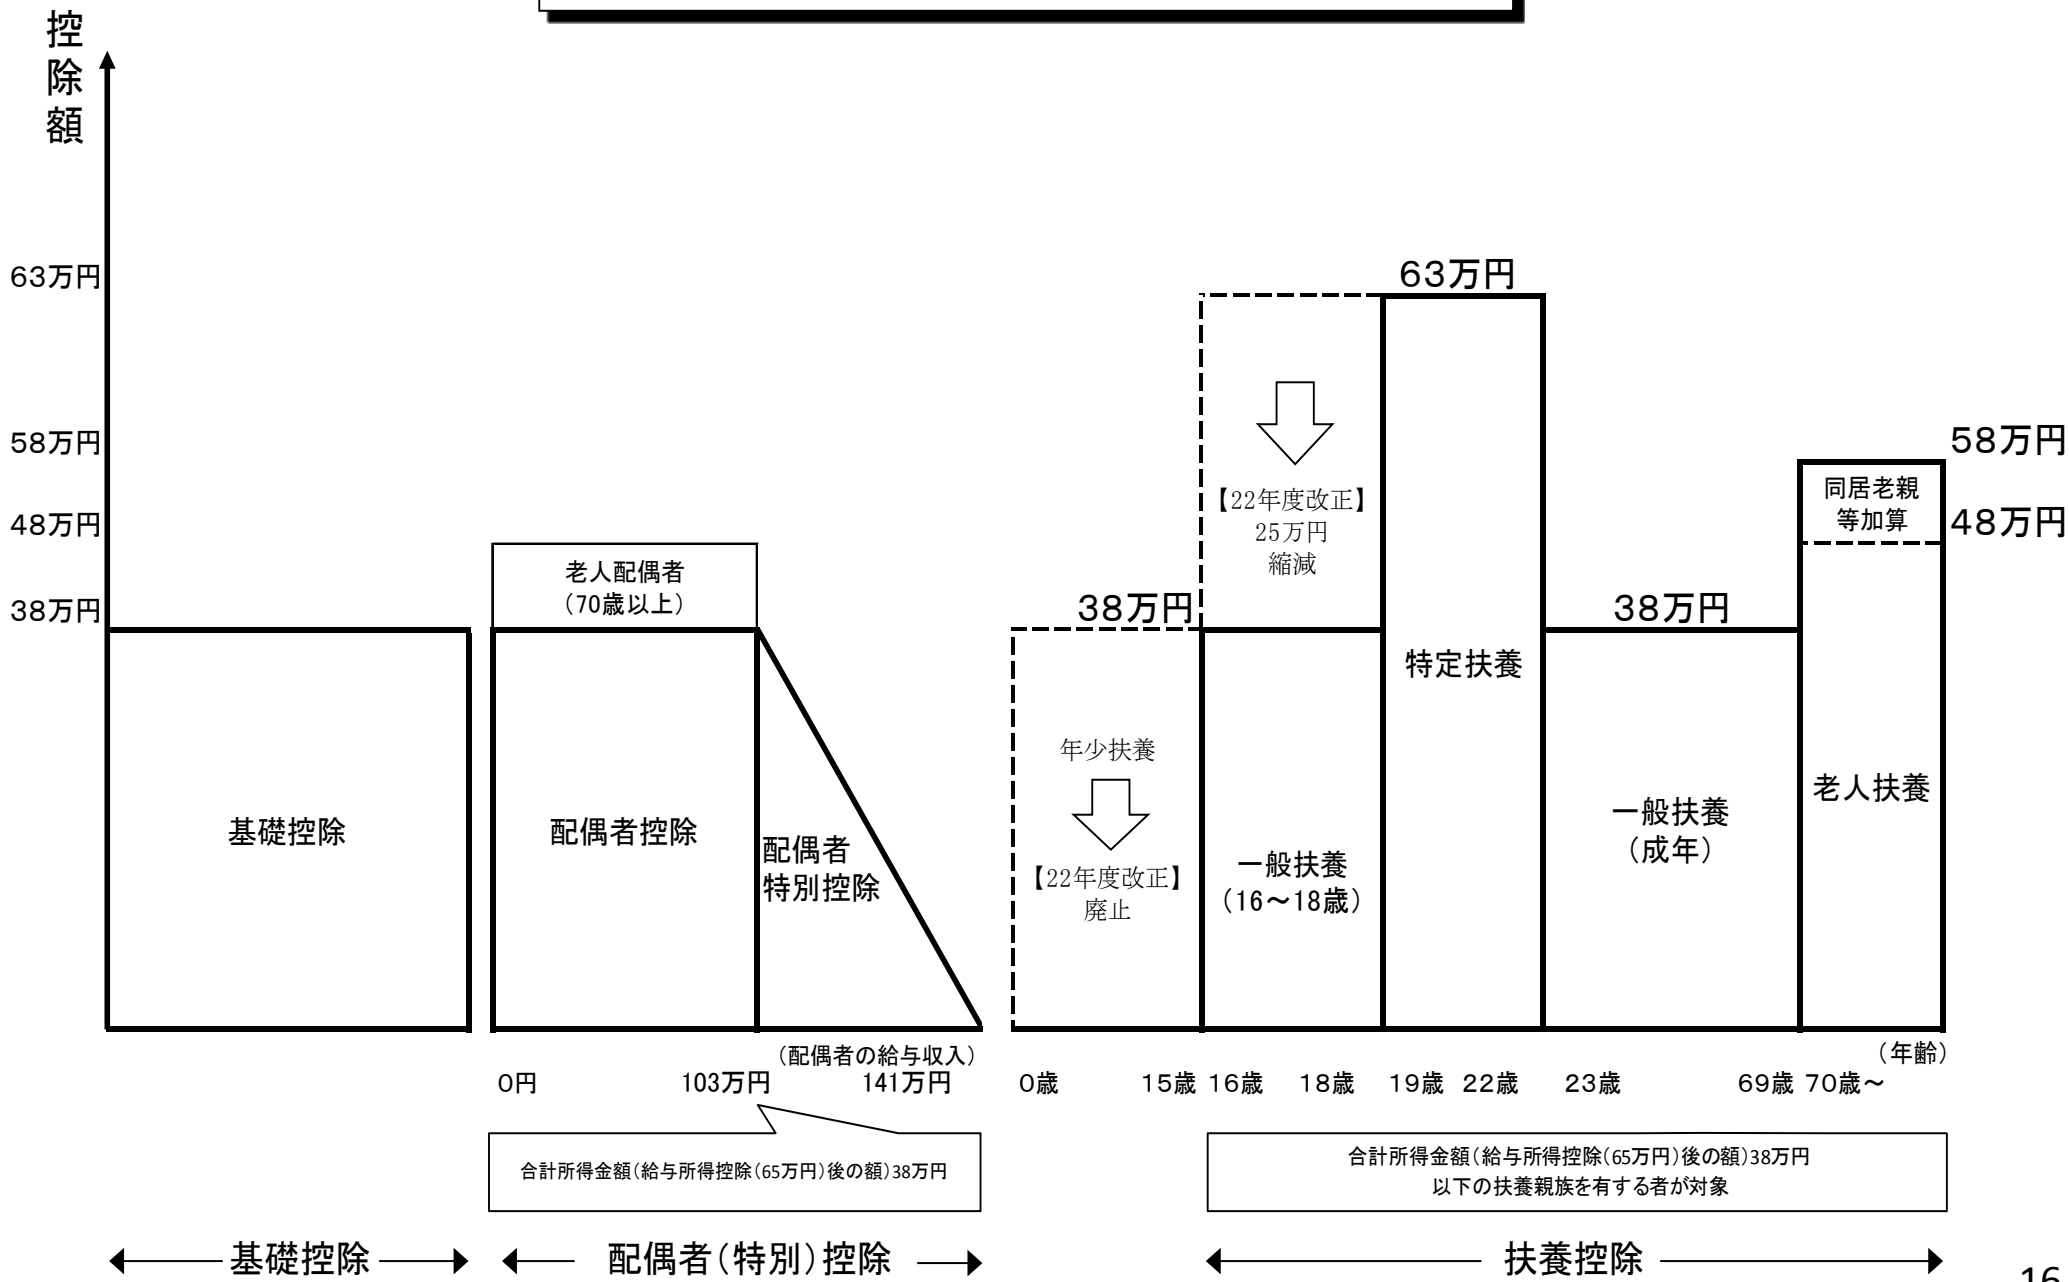 控除額
63万円
58万円
48万円
38万円
63万円
58万円
同居老親
等加算
48万円
【22年度改正】
25万円
縮減
老人配偶者
（70歳以上）
38万円
38万円
特定扶養
年少扶養
【22年度改正】
廃止
基礎控除
配偶者控除
配偶者
特別控除
一般扶養
（16～18歳）
一般扶養
（成年）
老人扶養
（配偶者の給与収入）
（年齢）
0円
103万円
141万円
0歳
15歳
16歳
18歳
19歳
22歳
23歳
69歳
70歳～
合計所得金額（給与所得控除（65万円）後の額）38万円
合計所得金額（給与所得控除（65万円）後の額）38万円
以下の扶養親族を有する者が対象
基礎控除
配偶者（特別）控除
扶養控除
16